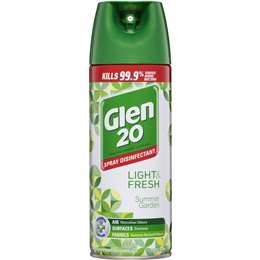 KILLS 99.9%
Glen
20
SPRAY DISINFECTANT
LIGHT &
FRESH
Summer
Garden
AIR
SURFACES
FABRICS